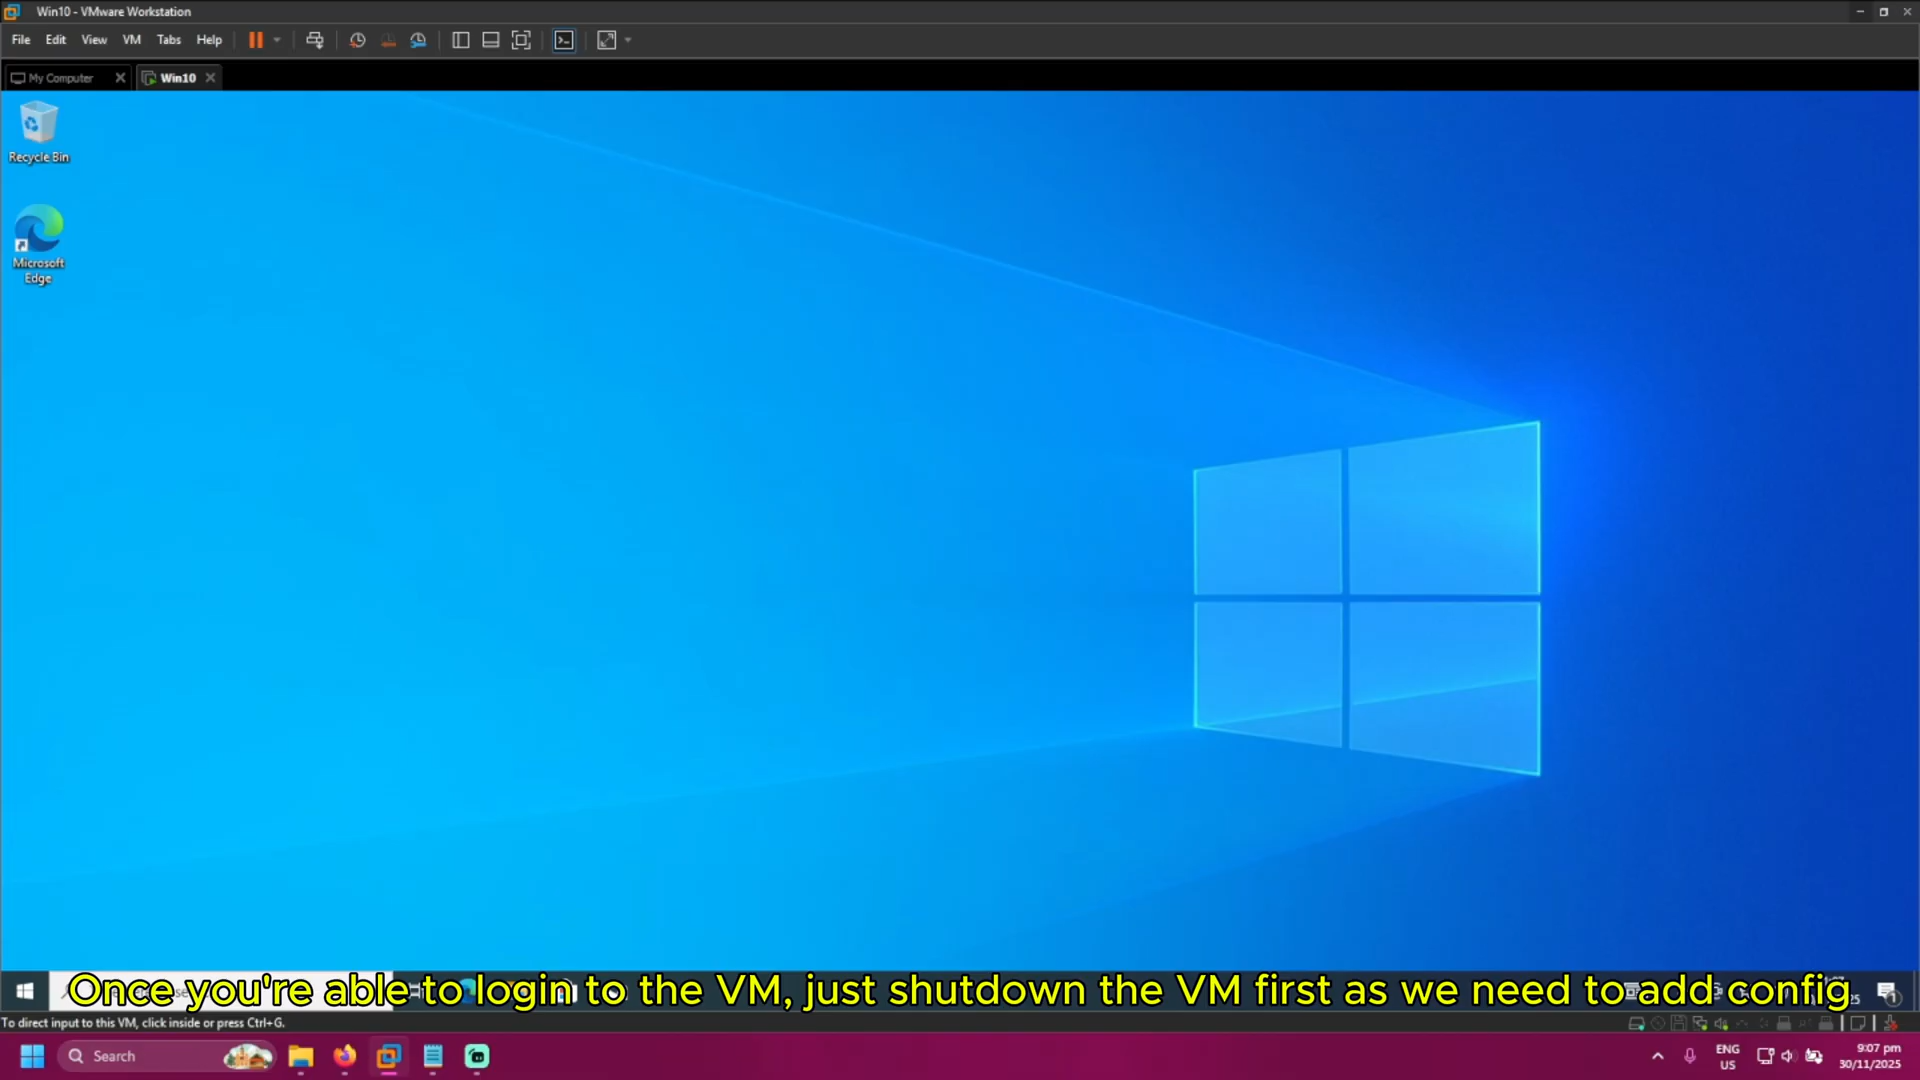 Win10 - VMware Workstation
File Edit View VM Tabs Help
My Computer
Win10
Recycle Bin
Microsoft
Edge
Once you're able to login to the VM, just shutdown the VM first as we need to add config
To direct input to this VM, click inside or press Ctrl+G.
Search
ENG
US
9:07 pm
30/11/2025